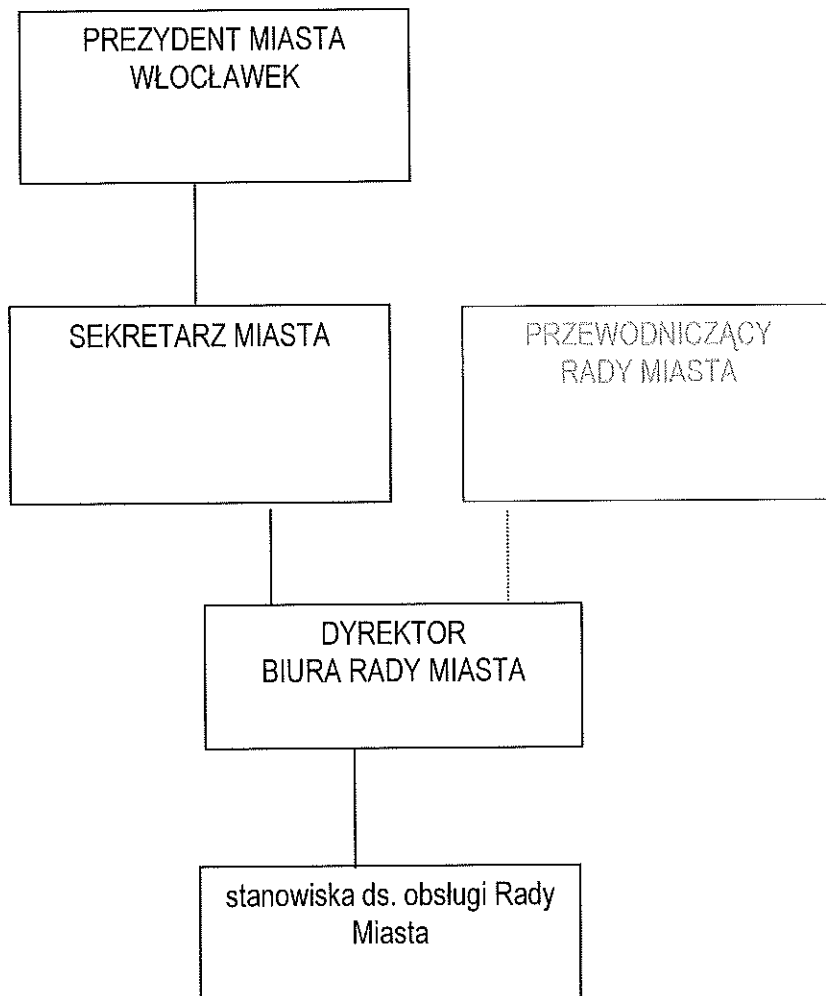 PREZYDENT MIASTA
WŁOCŁAWEK
SEKRETARZ MIASTA
PRZEWODNICZĄCY
RADY MIASTA
DYREKTOR
BIURA RADY MIASTA
stanowiska ds. obsługi Rady
Miasta